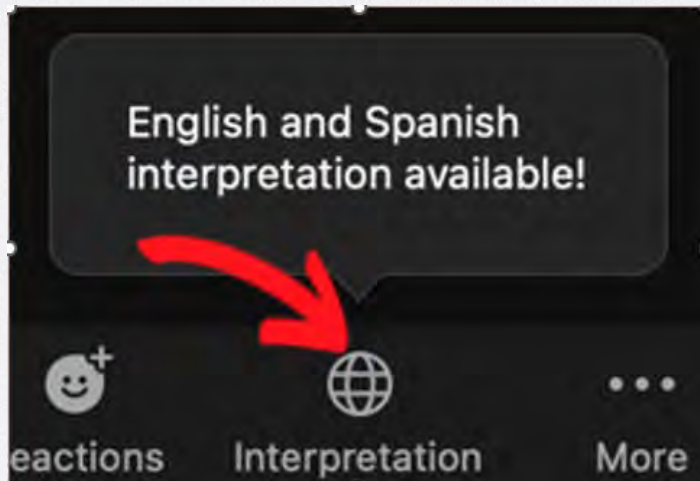 English and Spanish
interpretation available!
eactions Interpretation More